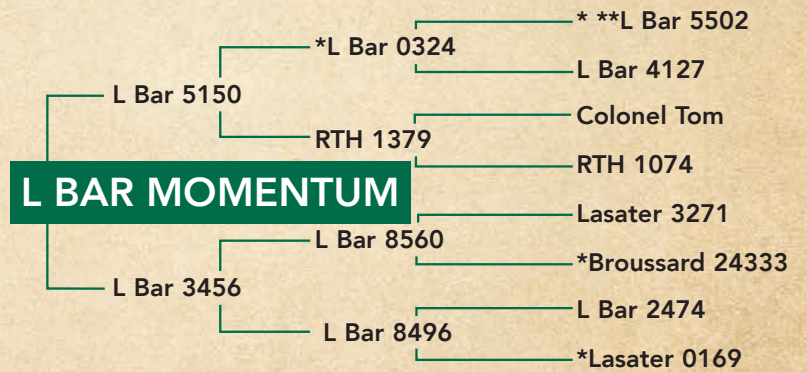 * **L Bar 5502
*L Bar 0324
L Bar 4127
L Bar 5150
Colonel Tom
RTH 1379
RTH 1074
L BAR MOMENTUM
Lasater 3271
L Bar 8560
*Broussard 24333
L Bar 3456
L Bar 2474
L Bar 8496
*Lasater 0169